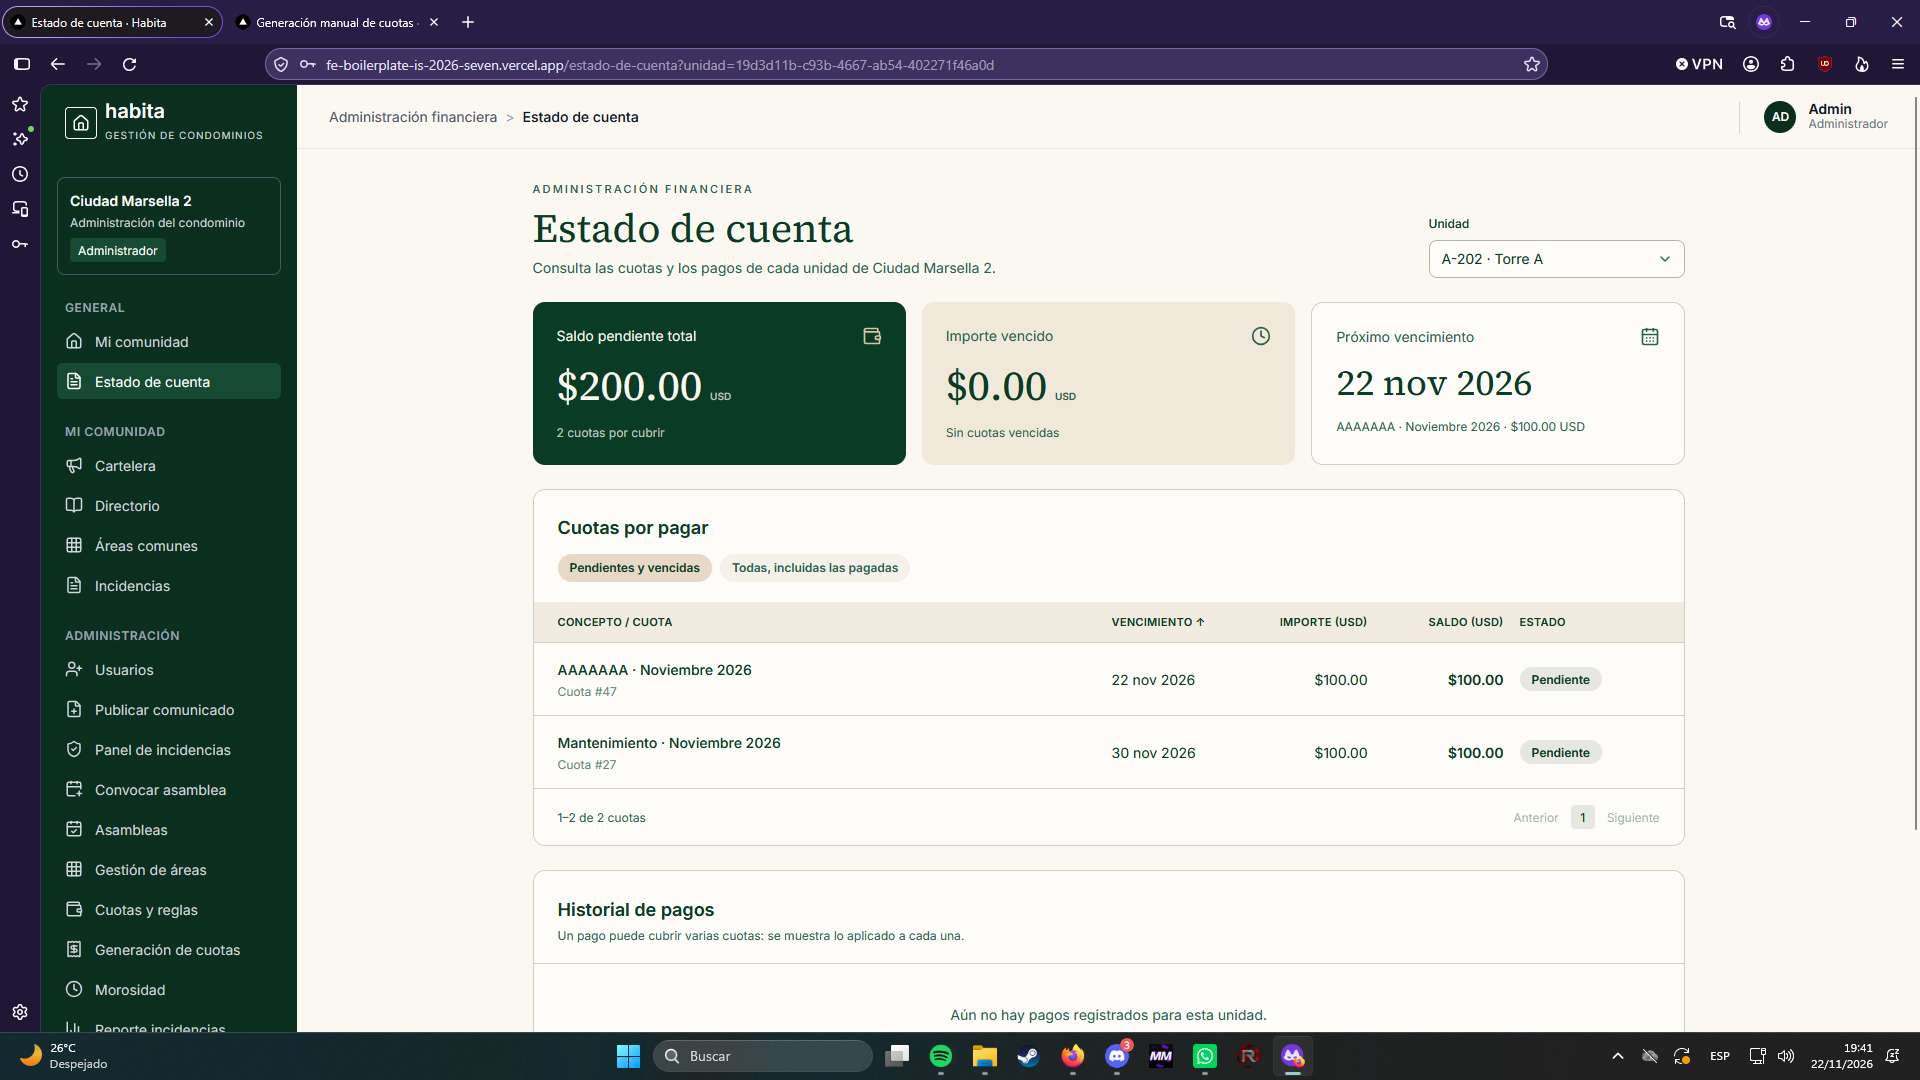 Estado de cuenta · Habita
Generación manual de cuotas
fe-boilerplate-is-2026-seven.vercel.app/estado-de-cuenta?unidad=19d3d11b-c93b-4667-ab54-402271f46a0d
VPN
habita
GESTIÓN DE CONDOMINIOS
Ciudad Marsella 2
Administración del condominio
Administrador
GENERAL
Mi comunidad
Estado de cuenta
MI COMUNIDAD
Cartelera
Directorio
Áreas comunes
Incidencias
ADMINISTRACIÓN
Usuarios
Publicar comunicado
Panel de incidencias
Convocar asamblea
Asambleas
Gestión de áreas
Cuotas y reglas
Generación de cuotas
Morosidad
Reporte incidencias
Administración financiera > Estado de cuenta
AD
Admin
Administrador
ADMINISTRACIÓN FINANCIERA
Estado de cuenta
Consulta las cuotas y los pagos de cada unidad de Ciudad Marsella 2.
Unidad
A-202 · Torre A
Saldo pendiente total
$200.00 USD
2 cuotas por cubrir
Importe vencido
$0.00 USD
Sin cuotas vencidas
Próximo vencimiento
22 nov 2026
AAAAAAA · Noviembre 2026 · $100.00 USD
Cuotas por pagar
Pendientes y vencidas
Todas, incluidas las pagadas
CONCEPTO / CUOTA VENCIMIENTO ↑ IMPORTE (USD) SALDO (USD) ESTADO
AAAAAAA · Noviembre 2026
Cuota #47
22 nov 2026 $100.00 $100.00 Pendiente
Mantenimiento · Noviembre 2026
Cuota #27
30 nov 2026 $100.00 $100.00 Pendiente
1–2 de 2 cuotas
Anterior 1 Siguiente
Historial de pagos
Un pago puede cubrir varias cuotas: se muestra lo aplicado a cada una.
Aún no hay pagos registrados para esta unidad.
26°C
Despejado
Buscar
3
MM
ESP
19:41
22/11/2026